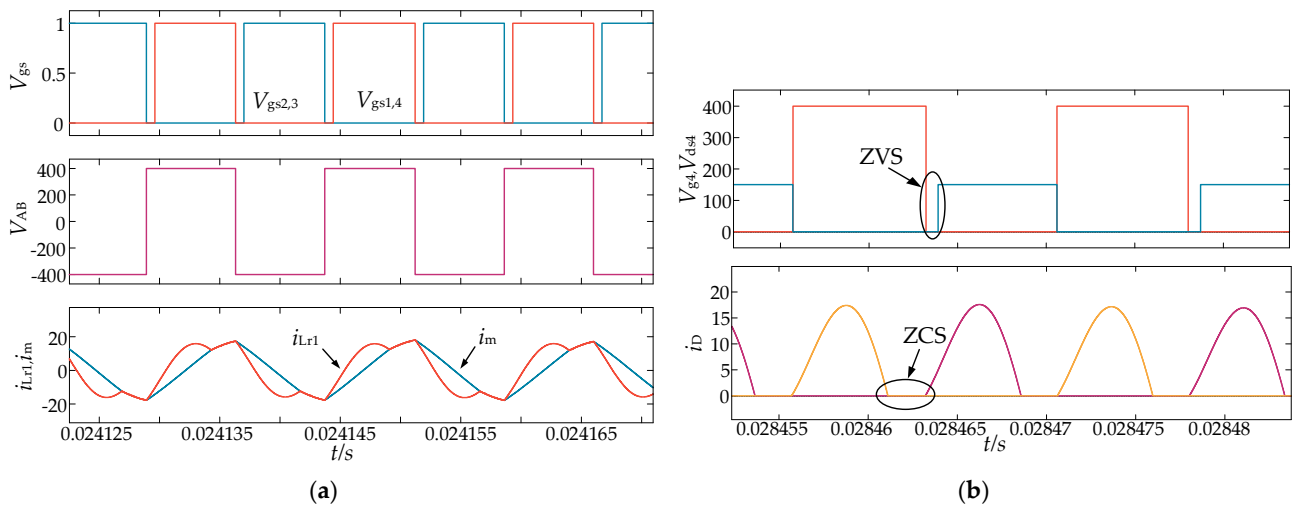 1
0.5
0
V_gs
V_gs2,3
V_gs1,4
400
200
0
-200
-400
V_AB
20
0
-20
i_Lr1,i_m
i_Lr1
i_m
0.024125
0.024135
0.024145
0.024155
0.024165
t/s
(a)
400
300
200
100
0
V_g4,V_ds4
ZVS
20
15
10
5
0
i_D
ZCS
0.028455
0.02846
0.028465
0.02847
0.028475
0.02848
t/s
(b)